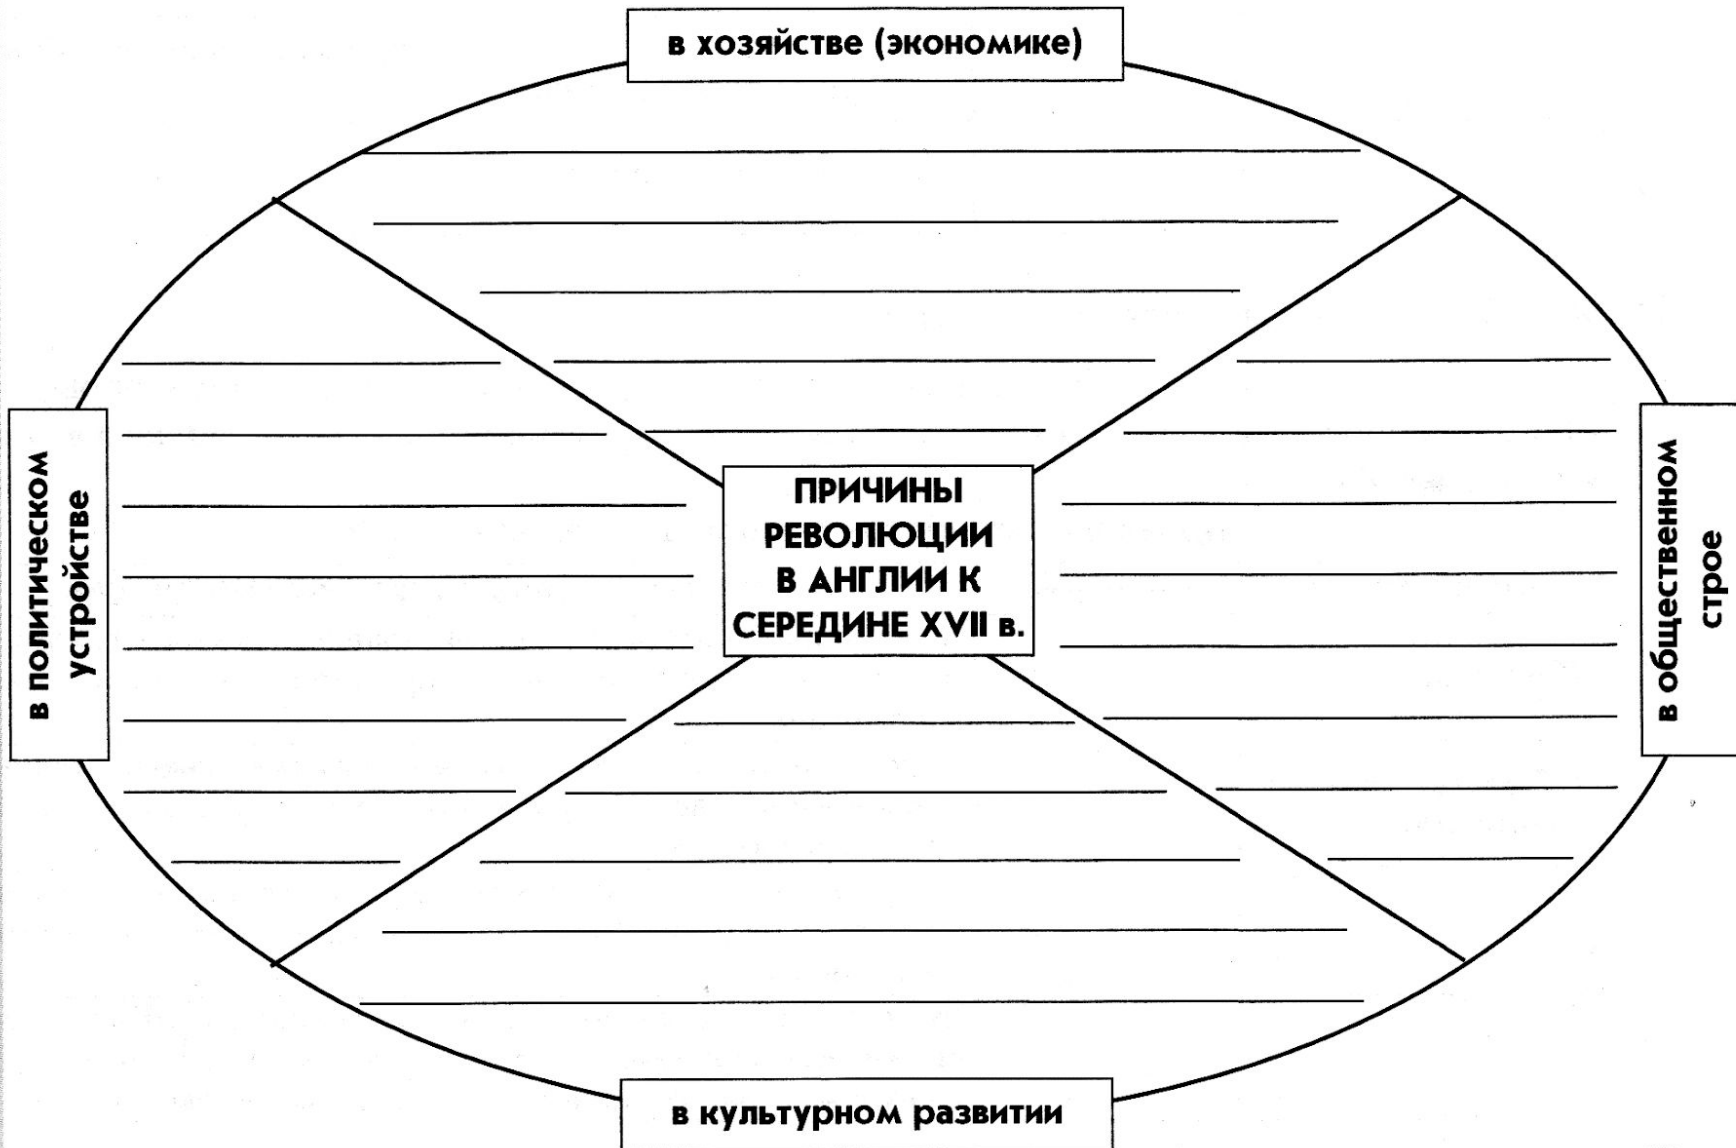 в хозяйстве (экономике)
в политическом
устройстве
ПРИЧИНЫ
РЕВОЛЮЦИИ
В АНГЛИИ К
СЕРЕДИНЕ XVII в.
в общественном
строе
в культурном развитии